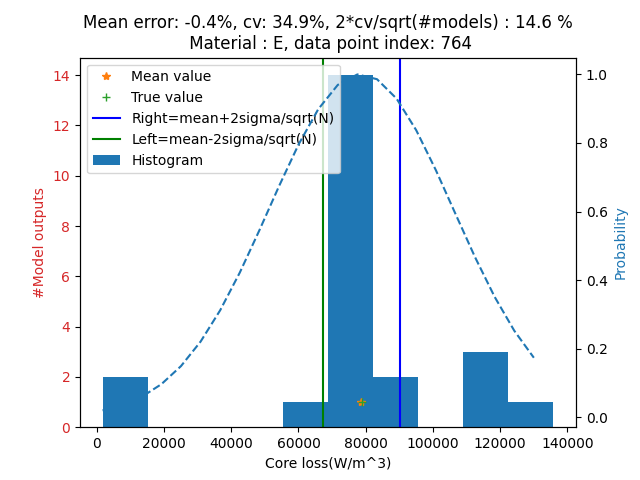 Mean error: -0.4%, cv: 34.9%, 2*cv/sqrt(#models) : 14.6 %
Material : E, data point index: 764
Mean value
True value
Right=mean+2sigma/sqrt(N)
Left=mean-2sigma/sqrt(N)
Histogram
#Model outputs
14
12
10
8
6
4
2
0
1.0
0.8
0.6
0.4
0.2
0.0
Probability
0 20000 40000 60000 80000 100000 120000 140000
Core loss(W/m^3)